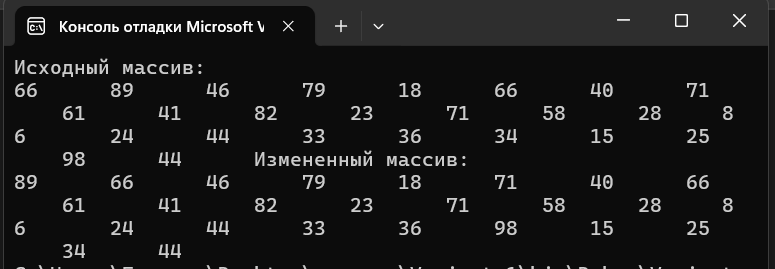 Консоль отладки Microsoft V
Исходный массив:
66 89 46 79 18 66 40 71
61 41 82 23 71 58 28 8
6 24 44 33 36 34 15 25
98 44 Измененный массив:
89 66 46 79 18 71 40 66
61 41 82 23 71 58 28 8
6 24 44 33 36 98 15 25
34 44